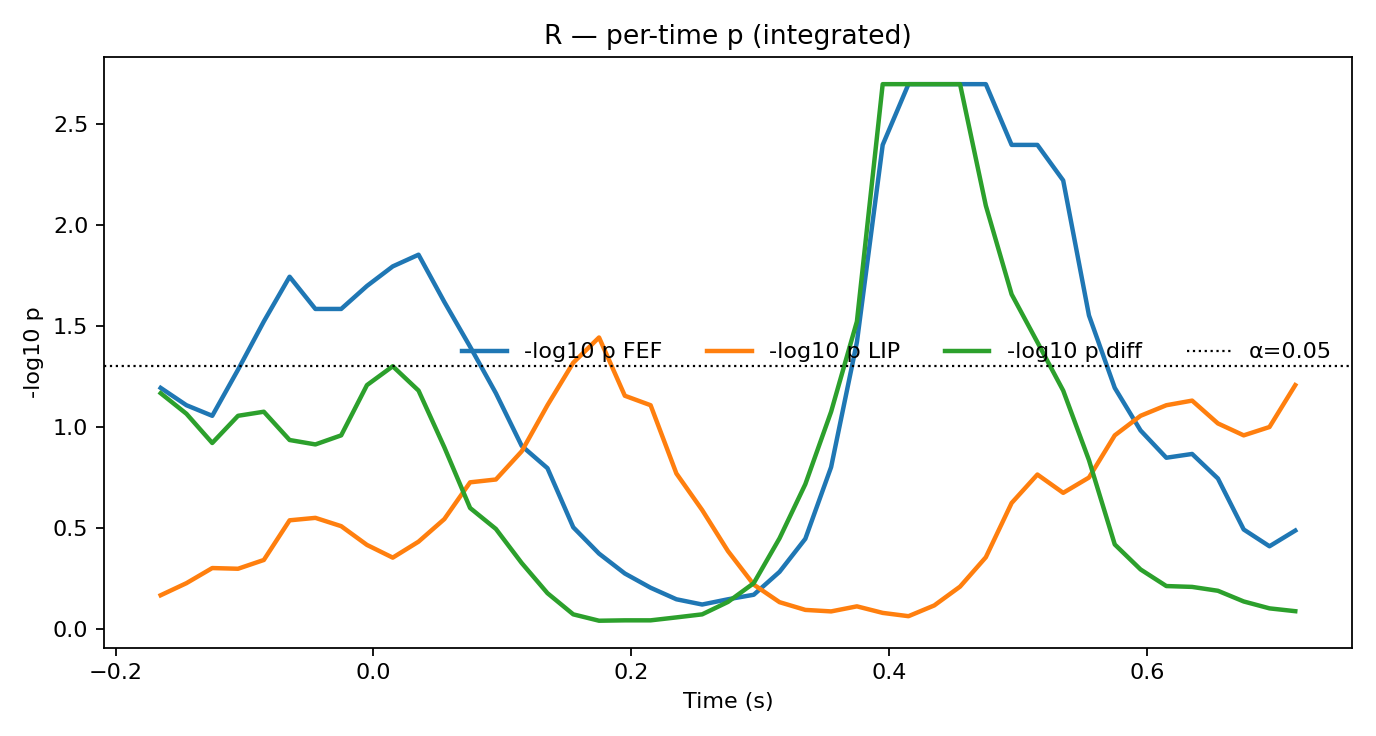 R — per-time p (integrated)
-log10 p
2.5
2.0
1.5
1.0
0.5
0.0
-log10 p FEF -log10 p LIP -log10 p diff α=0.05
−0.2 0.0 0.2 0.4 0.6
Time (s)